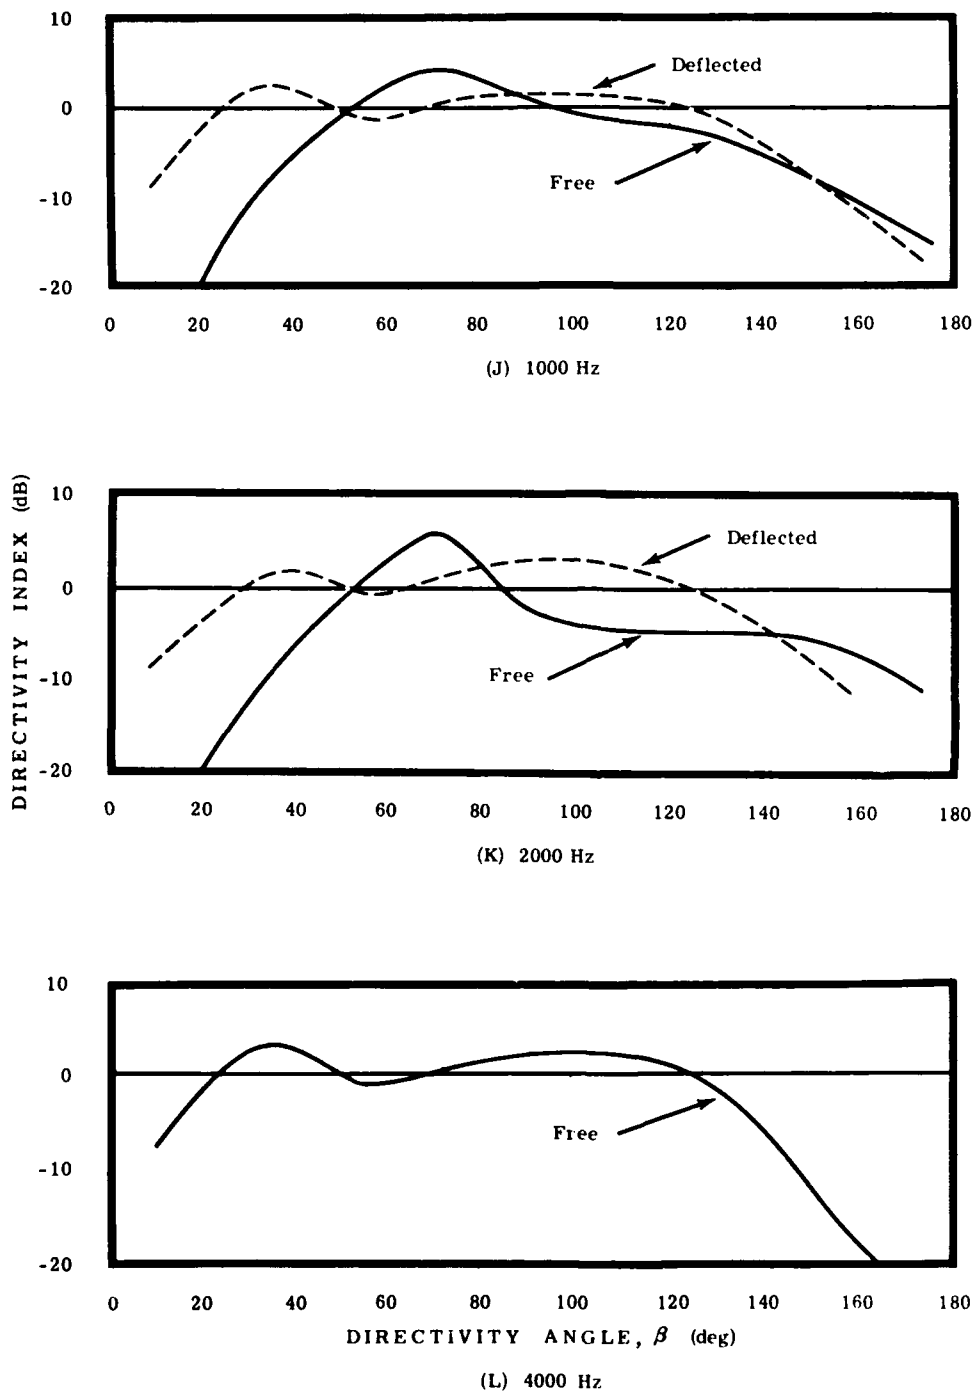 10
Deflected
0
Free
-10
-20
0 20 40 60 80 100 120 140 160 180
(J) 1000 Hz
DIRECTIVITY INDEX (dB)
10
Deflected
0
Free
-10
-20
0 20 40 60 80 100 120 140 160 180
(K) 2000 Hz
10
0
Free
-10
-20
0 20 40 60 80 100 120 140 160 180
DIRECTIVITY ANGLE, β (deg)
(L) 4000 Hz